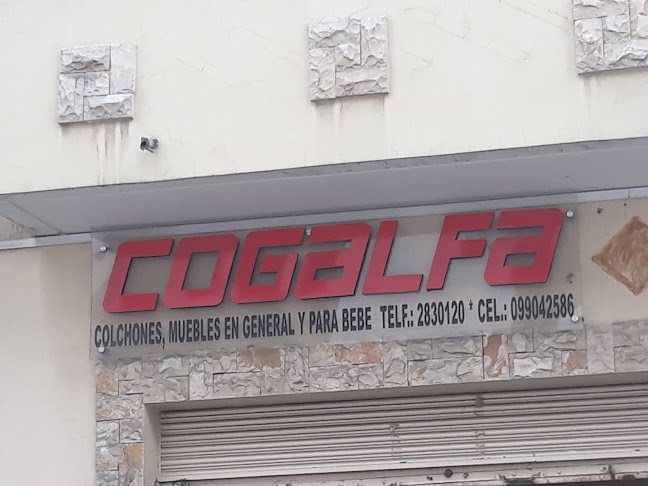 COGALFA
COLCHONES, MUEBLES EN GENERAL Y PARA BEBE TELF.: 2830120 * CEL.: 099042586